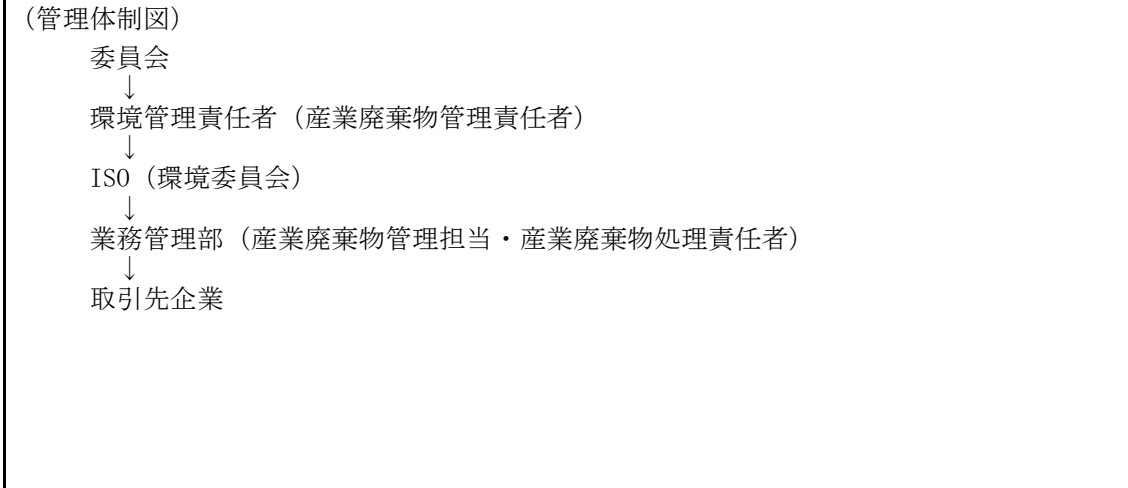 （管理体制図）
委員会
↓
環境管理責任者（産業廃棄物管理責任者）
↓
ISO（環境委員会）
↓
業務管理部（産業廃棄物管理担当・産業廃棄物処理責任者）
↓
取引先企業